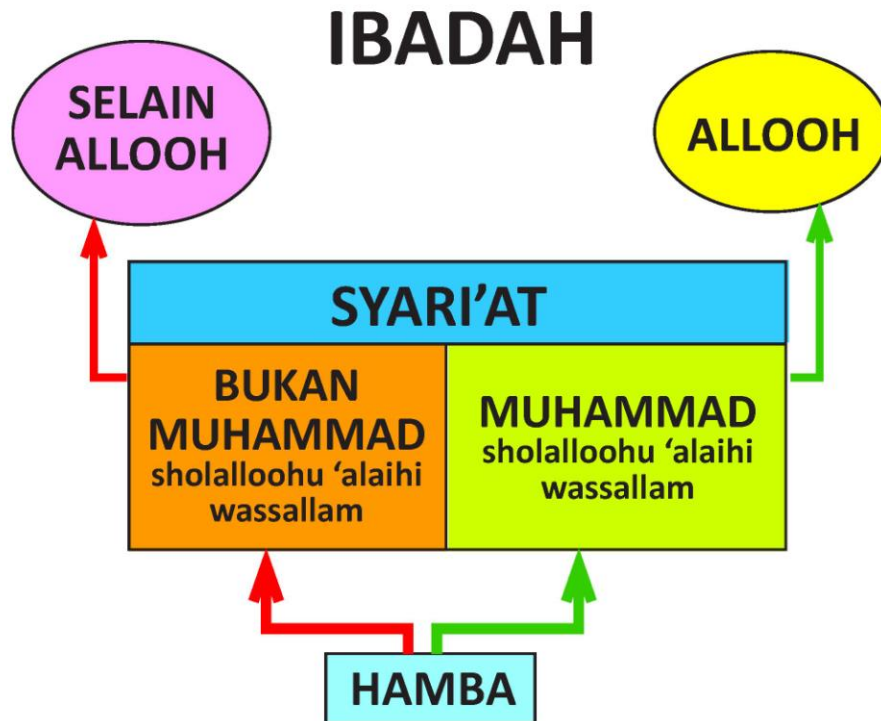 IBADAH
SELAIN
ALLOOH
ALLOOH
SYARI'AT
BUKAN
MUHAMMAD
sholalloohu ‘alaihi
wassallam
MUHAMMAD
sholalloohu ‘alaihi
wassallam
HAMBA